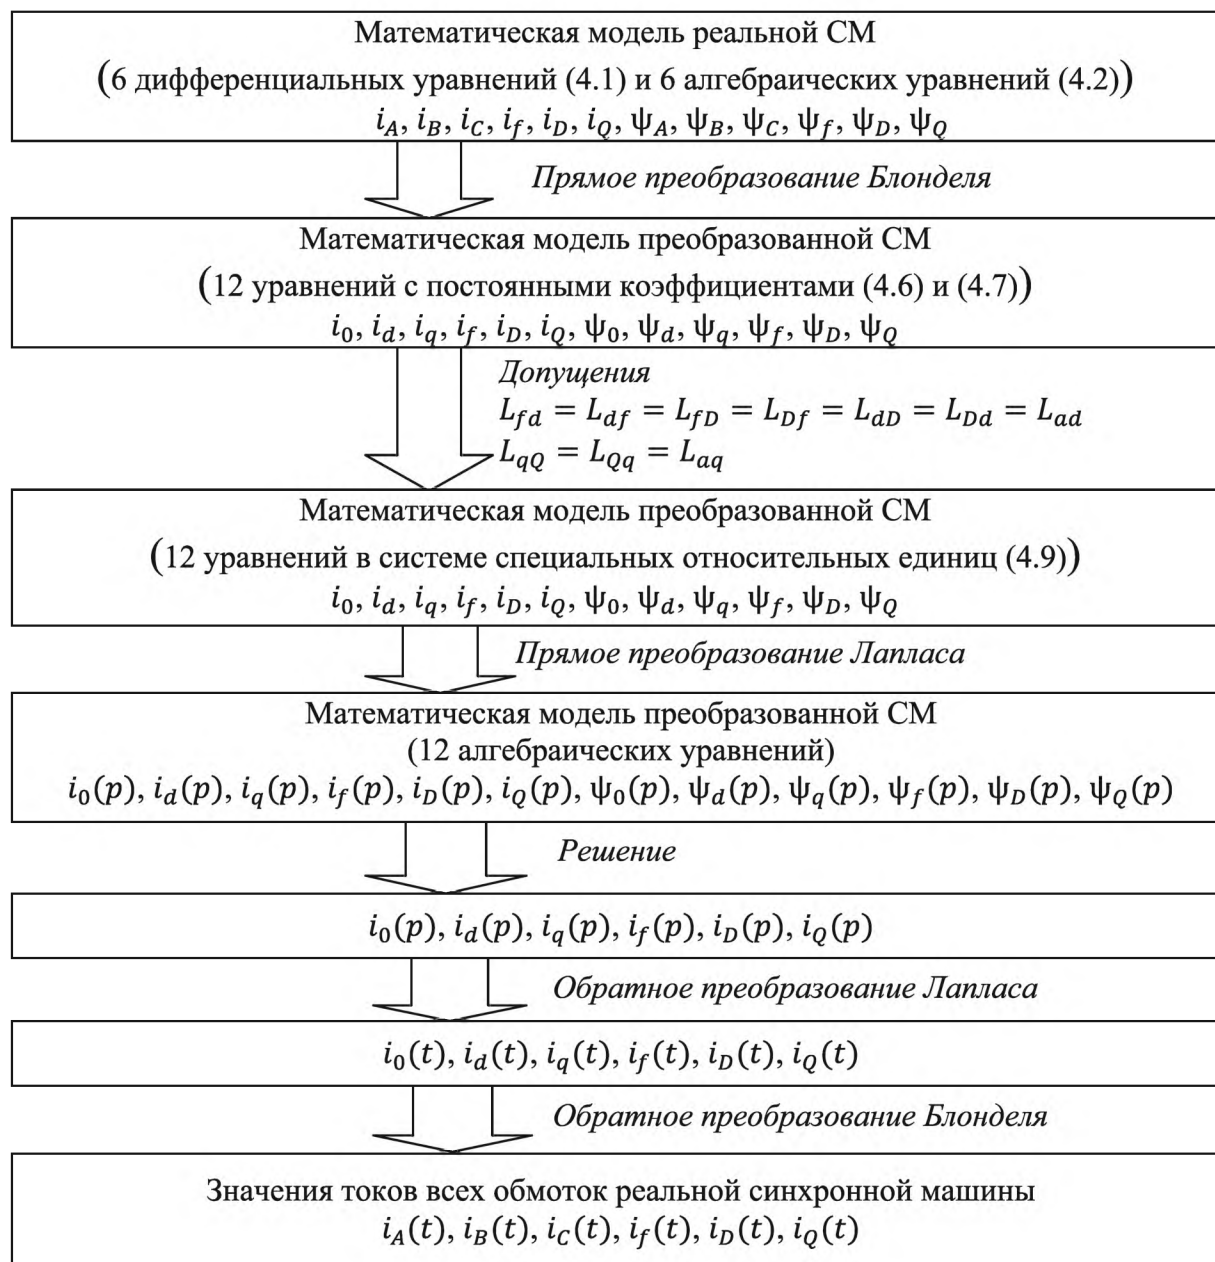 Математическая модель реальной СМ
(6 дифференциальных уравнений (4.1) и 6 алгебраических уравнений (4.2))
i_A, i_B, i_C, i_f, i_D, i_Q, ψ_A, ψ_B, ψ_C, ψ_f, ψ_D, ψ_Q
Прямое преобразование Блонделя
Математическая модель преобразованной СМ
(12 уравнений с постоянными коэффициентами (4.6) и (4.7))
i_0, i_d, i_q, i_f, i_D, i_Q, ψ_0, ψ_d, ψ_q, ψ_f, ψ_D, ψ_Q
Допущения
L_fd = L_df = L_fD = L_Df = L_dD = L_Dd = L_ad
L_qQ = L_Qq = L_aq
Математическая модель преобразованной СМ
(12 уравнений в системе специальных относительных единиц (4.9))
i_0, i_d, i_q, i_f, i_D, i_Q, ψ_0, ψ_d, ψ_q, ψ_f, ψ_D, ψ_Q
Прямое преобразование Лапласа
Математическая модель преобразованной СМ
(12 алгебраических уравнений)
i_0(p), i_d(p), i_q(p), i_f(p), i_D(p), i_Q(p), ψ_0(p), ψ_d(p), ψ_q(p), ψ_f(p), ψ_D(p), ψ_Q(p)
Решение
i_0(p), i_d(p), i_q(p), i_f(p), i_D(p), i_Q(p)
Обратное преобразование Лапласа
i_0(t), i_d(t), i_q(t), i_f(t), i_D(t), i_Q(t)
Обратное преобразование Блонделя
Значения токов всех обмоток реальной синхронной машины
i_A(t), i_B(t), i_C(t), i_f(t), i_D(t), i_Q(t)